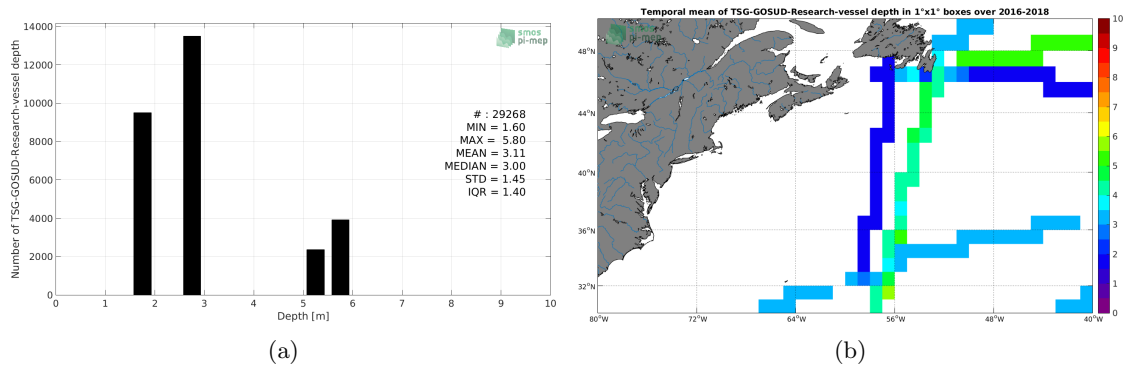 14000
12000
10000
8000
6000
4000
2000
0
Number of TSG-GOSUD-Research-vessel depth
smos
pi-mep
# : 29268
MIN = 1.60
MAX = 5.80
MEAN = 3.11
MEDIAN = 3.00
STD = 1.45
IQR = 1.40
0 1 2 3 4 5 6 7 8 9 10
Depth [m]
(a)
Temporal mean of TSG-GOSUD-Research-vessel depth in 1°x1° boxes over 2016-2018
smos
pi-mep
48°N
44°N
40°N
36°N
32°N
80°W 72°W 64°W 56°W 48°W 40°W
10
9
8
7
6
5
4
3
2
1
0
(b)